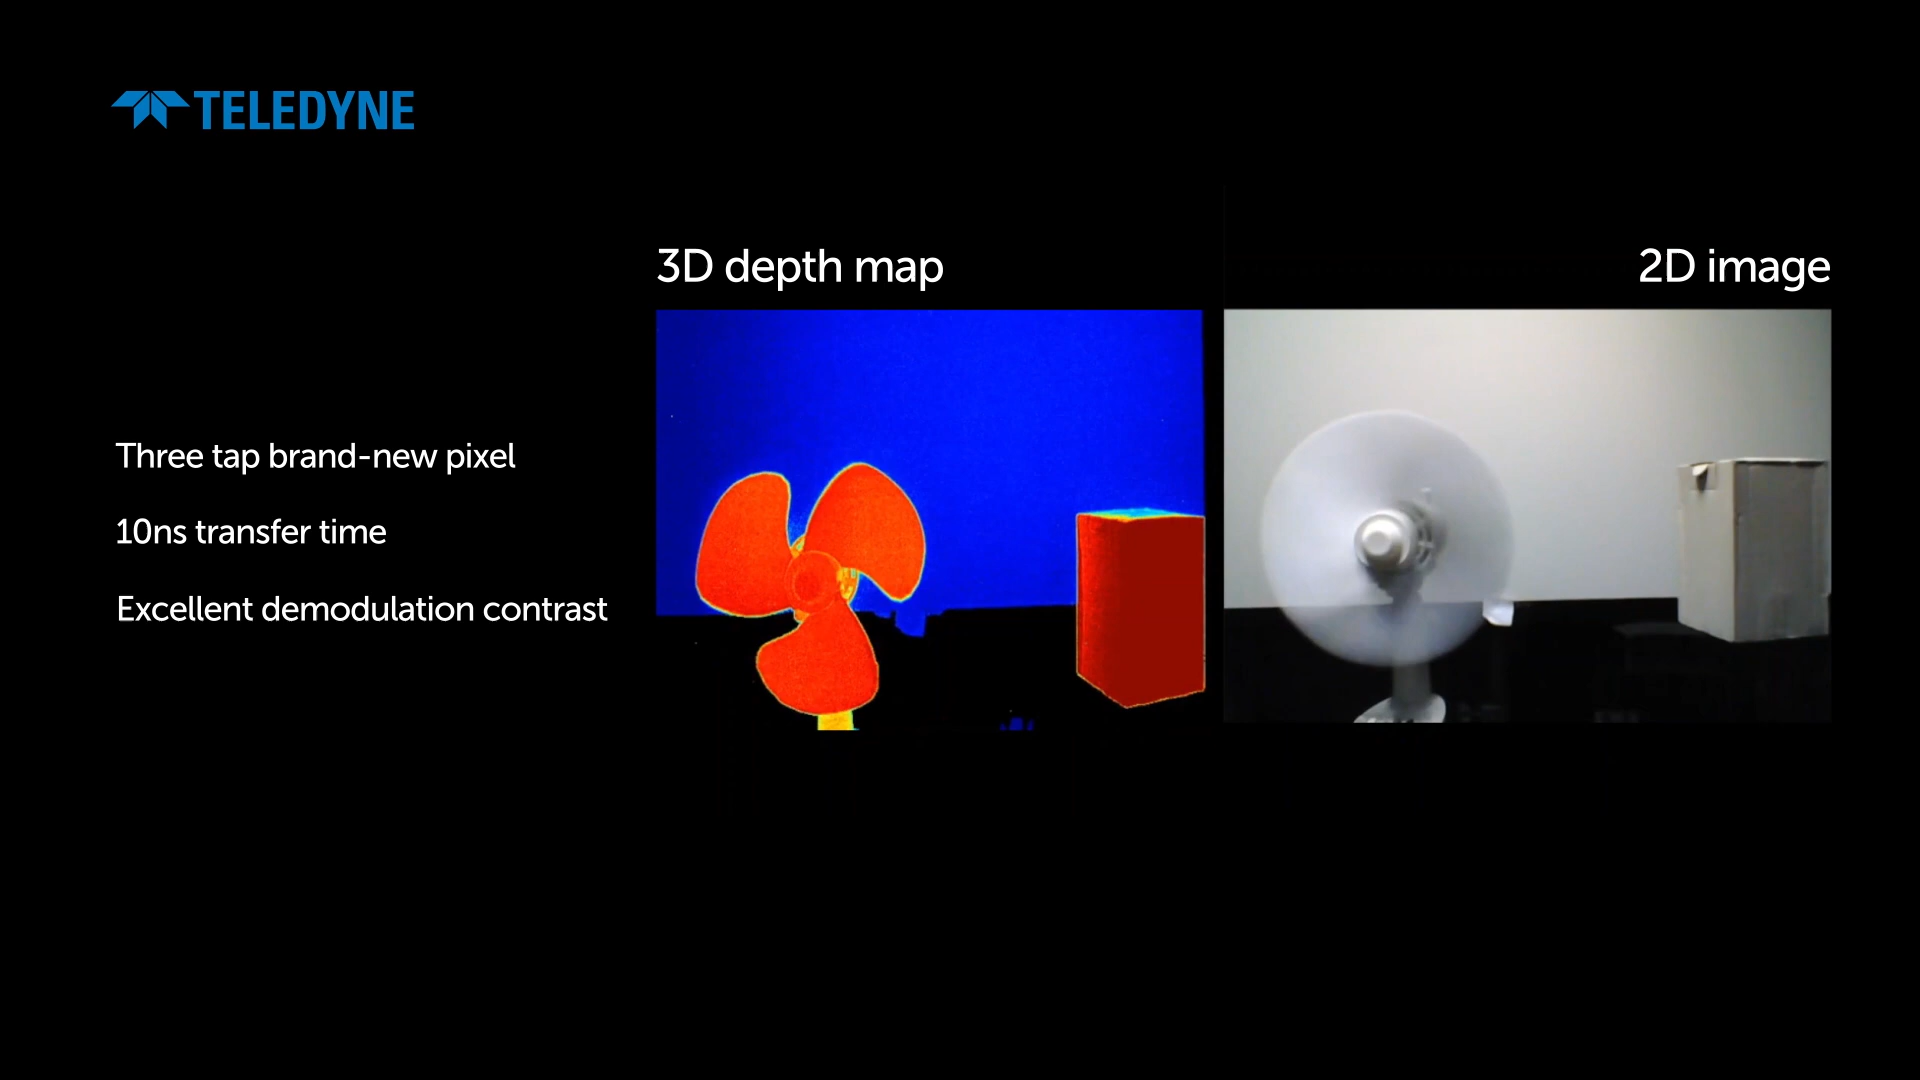 TELEDYNE
3D depth map
2D image
Three tap brand-new pixel
10ns transfer time
Excellent demodulation contrast